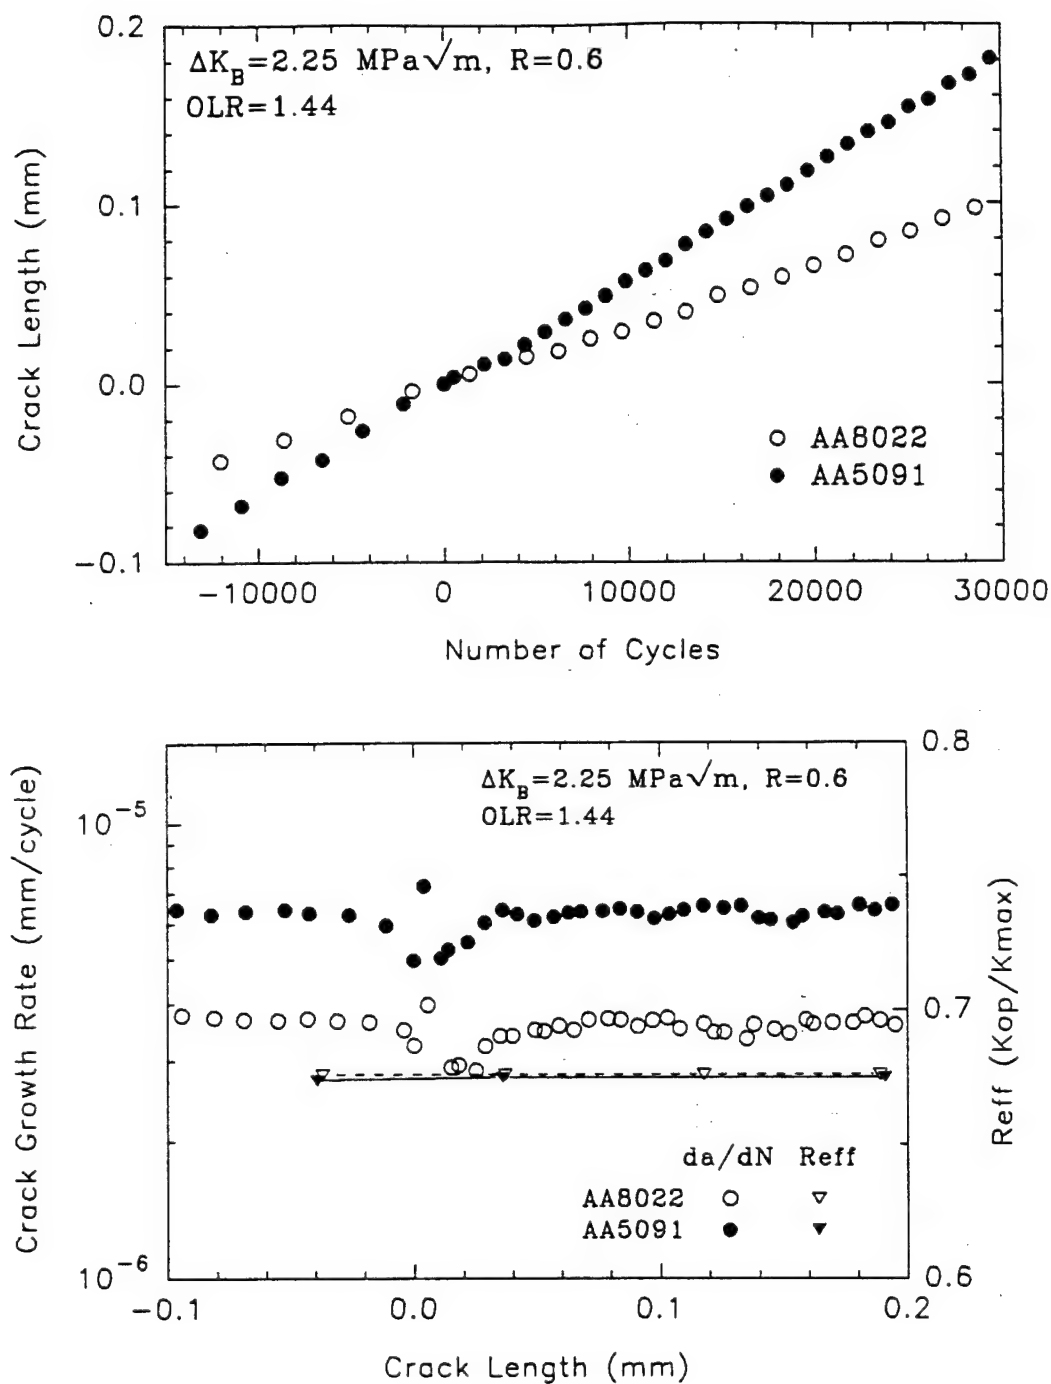 0.2
ΔK_B=2.25 MPa√m, R=0.6
OLR=1.44
0.1
0.0
-0.1
Crack Length (mm)
AA8022
AA5091
-10000 0 10000 20000 30000
Number of Cycles
0.8
ΔK_B=2.25 MPa√m, R=0.6
OLR=1.44
10^-5
0.7
Crack Growth Rate (mm/cycle)
Reff (Kop/Kmax)
da/dN Reff
AA8022
AA5091
10^-6
0.6
-0.1 0.0 0.1 0.2
Crack Length (mm)